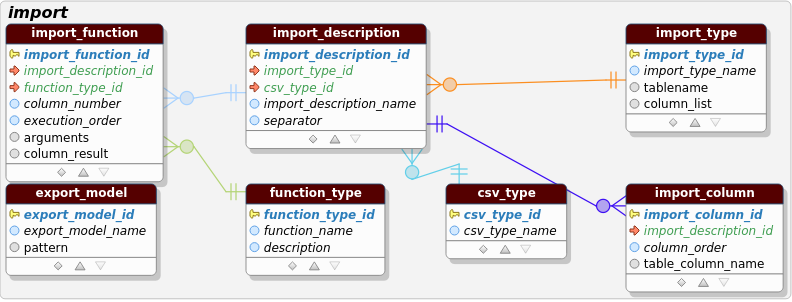 import
import_function
import_function_id
import_description_id
function_type_id
column_number
execution_order
arguments
column_result
import_description
import_description_id
import_type_id
csv_type_id
import_description_name
separator
import_type
import_type_id
import_type_name
tablename
column_list
export_model
export_model_id
export_model_name
pattern
function_type
function_type_id
function_name
description
csv_type
csv_type_id
csv_type_name
import_column
import_column_id
import_description_id
column_order
table_column_name